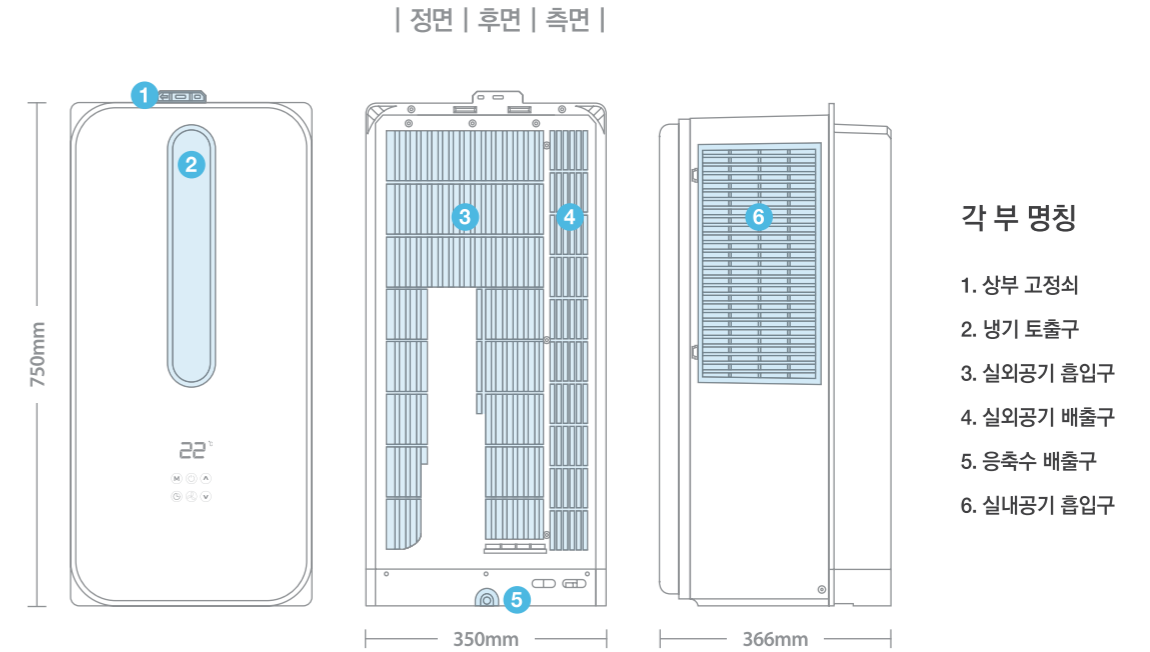 | 정면 | 후면 | 측면 |
1
2
22°c
M
3
4
5
6
750mm
350mm
366mm
각 부 명칭
1. 상부 고정쇠
2. 냉기 토출구
3. 실외공기 흡입구
4. 실외공기 배출구
5. 응축수 배출구
6. 실내공기 흡입구